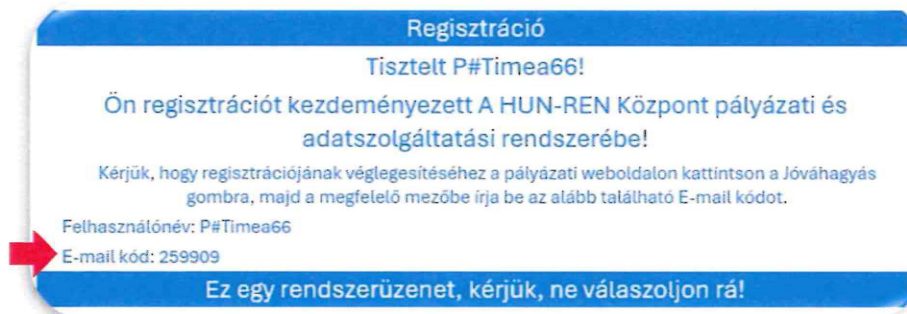 Regisztráció
Tisztelt P#Timea66!
Ön regisztrációt kezdeményezett A HUN-REN Központ pályázati és
adatszolgáltatási rendszerébe!
Kérjük, hogy regisztrációjának véglegesítéséhez a pályázati weboldalon kattintson a Jóváhagyás
gombra, majd a megfelelő mezőbe írja be az alább található E-mail kódot.
Felhasználónév: P#Timea66
E-mail kód: 259909
Ez egy rendszerüzenet, kérjük, ne válaszoljon rá!